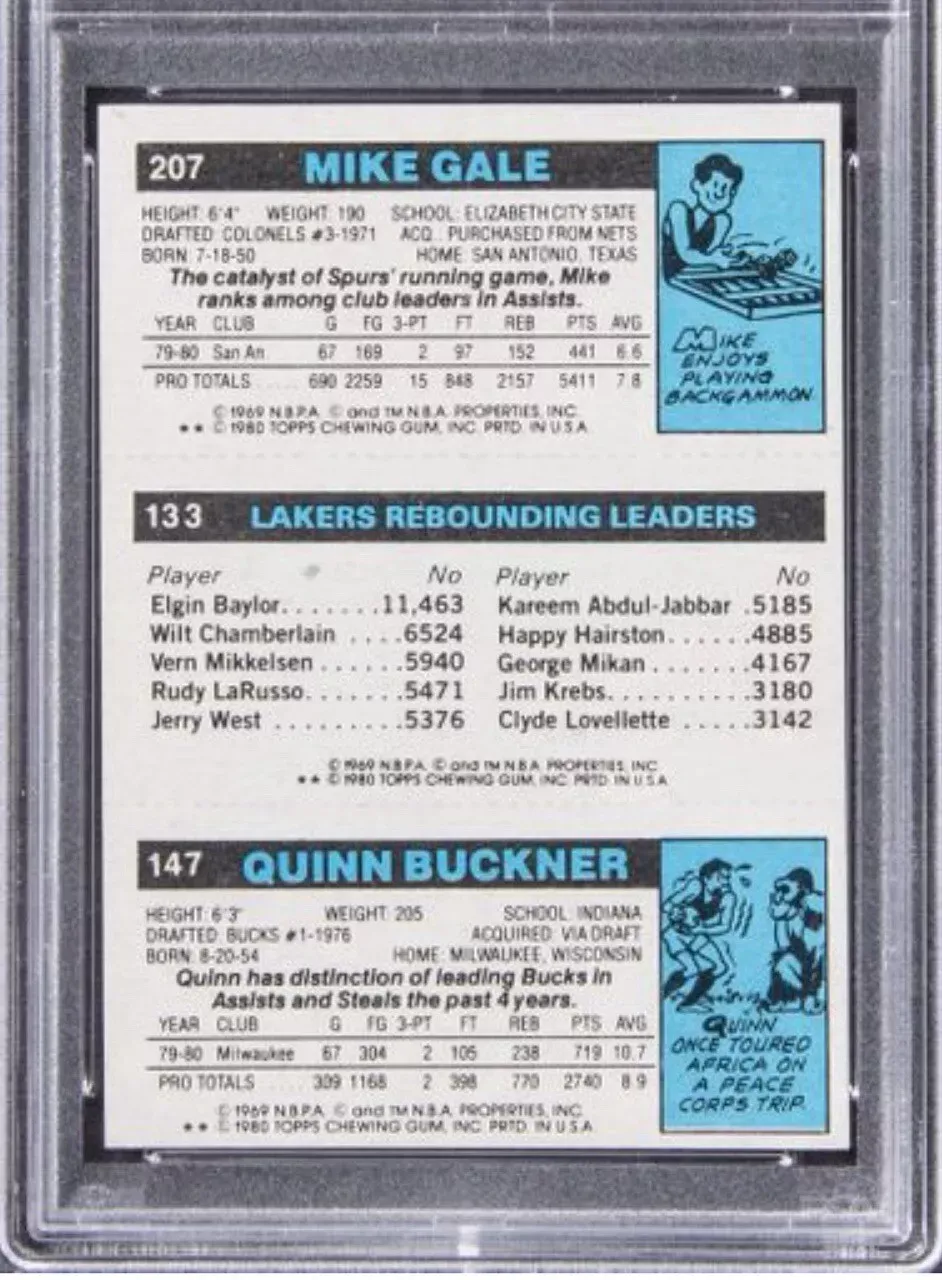 207 MIKE GALE
HEIGHT: 6'4" WEIGHT: 190 SCHOOL: ELIZABETH CITY STATE
DRAFTED: COLONELS #3-1971 ACQ.: PURCHASED FROM NETS
BORN: 7-18-50 HOME: SAN ANTONIO, TEXAS
The catalyst of Spurs' running game, Mike
ranks among club leaders in Assists.
YEAR CLUB G FG 3-PT FT REB PTS AVG
79-80 San An 67 169 2 97 152 441 6.6
PRO TOTALS .... 690 2259 15 848 2157 5411 7.8
© 1969 N.B.P.A. © and TM N.B.A. PROPERTIES, INC.
** © 1980 TOPPS CHEWING GUM, INC. PRTD. IN U.S.A.
MIKE
ENJOYS
PLAYING
BACKGAMMON.
133 LAKERS REBOUNDING LEADERS
Player No Player No
Elgin Baylor.......11,463 Kareem Abdul-Jabbar .5185
Wilt Chamberlain ....6524 Happy Hairston......4885
Vern Mikkelsen ......5940 George Mikan .......4167
Rudy LaRusso.......5471 Jim Krebs..........3180
Jerry West .........5376 Clyde Lovellette .....3142
© 1969 N.B.P.A. © and TM N.B.A. PROPERTIES, INC.
** © 1980 TOPPS CHEWING GUM, INC. PRTD. IN U.S.A.
147 QUINN BUCKNER
HEIGHT: 6'3" WEIGHT: 205 SCHOOL: INDIANA
DRAFTED: BUCKS #1-1976 ACQUIRED: VIA DRAFT
BORN: 8-20-54 HOME: MILWAUKEE, WISCONSIN
Quinn has distinction of leading Bucks in
Assists and Steals the past 4 years.
YEAR CLUB G FG 3-PT FT REB PTS AVG
79-80 Milwaukee 67 304 2 105 238 719 10.7
PRO TOTALS .... 309 1168 2 398 770 2740 8.9
© 1969 N.B.P.A. © and TM N.B.A. PROPERTIES, INC.
** © 1980 TOPPS CHEWING GUM, INC. PRTD. IN U.S.A.
QUINN
ONCE TOURED
AFRICA ON
A PEACE
CORPS TRIP.